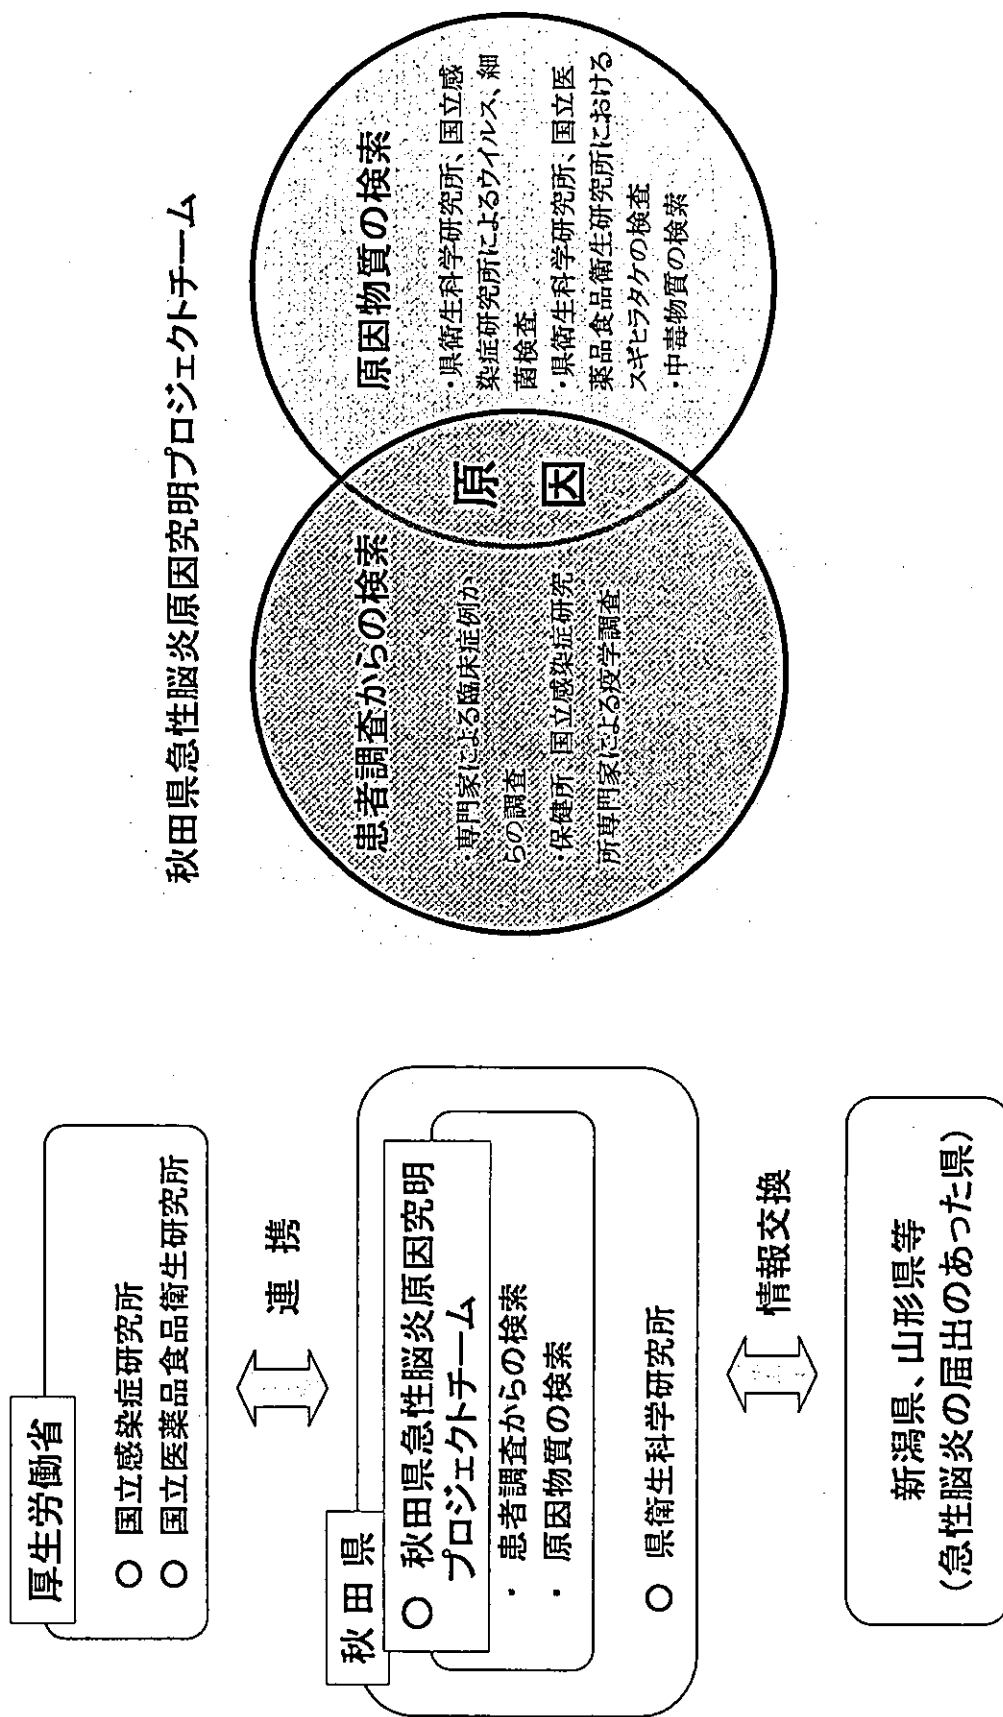 厚生労働省
○ 国立感染症研究所
○ 国立医薬品食品衛生研究所
連 携
秋 田 県
○ 秋田県急性脳炎原因究明
プロジェクトチーム
・ 患者調査からの検索
・ 原因物質の検索
○ 県衛生科学研究所
情報交換
新潟県、山形県等
(急性脳炎の届出のあった県)
秋田県急性脳炎原因究明プロジェクトチーム
患者調査からの検索
・専門家による臨床症例か
らの調査
・保健所、国立感染症研究
所専門家による疫学調査
原
因
原因物質の検索
・県衛生科学研究所、国立感
染症研究所によるウイルス、細
菌検査
・県衛生科学研究所、国立医
薬品食品衛生研究所における
スギヒラタケの検査
・中毒物質の検索